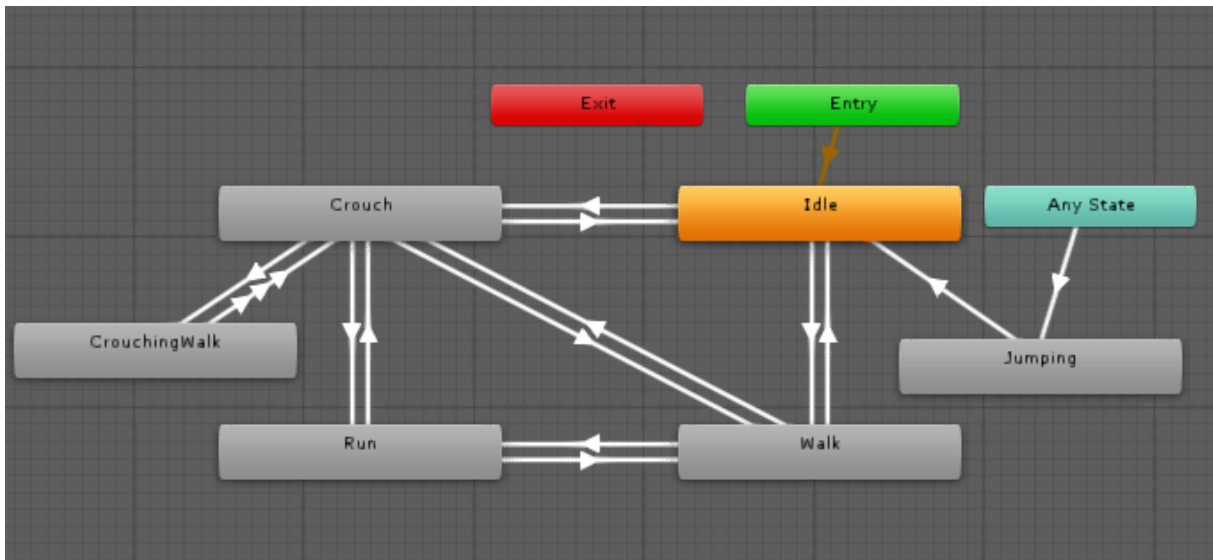 Exit
Entry
Crouch
Idle
Any State
CrouchingWalk
Jumping
Run
Walk